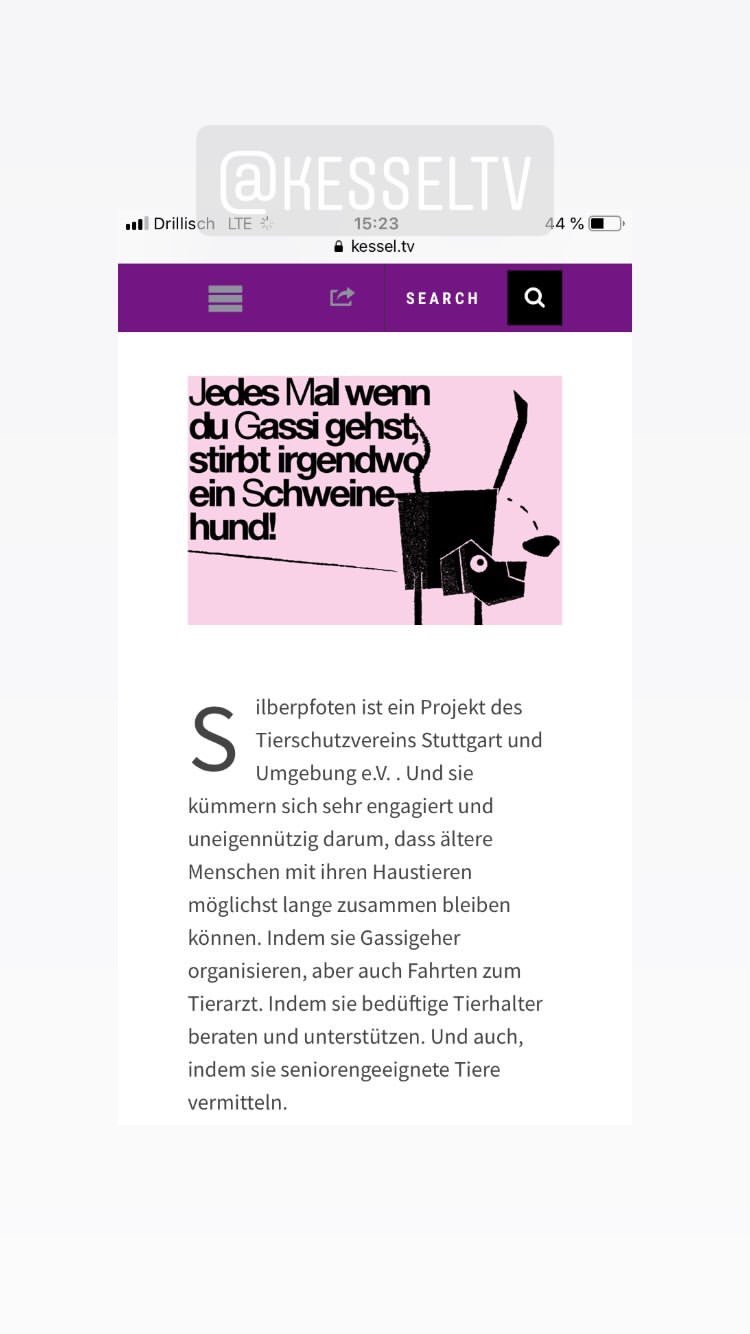 @KESSELTV
Drillisch LTE 15:23 44 %
kessel.tv
SEARCH
Jedes Mal wenn
du Gassi gehst,
stirbt irgendwo
ein Schweine
hund!
Silberpfoten ist ein Projekt des
Tierschutzvereins Stuttgart und
Umgebung e.V. . Und sie
kümmern sich sehr engagiert und
uneigennützig darum, dass ältere
Menschen mit ihren Haustieren
möglichst lange zusammen bleiben
können. Indem sie Gassigeher
organisieren, aber auch Fahrten zum
Tierarzt. Indem sie bedüftige Tierhalter
beraten und unterstützen. Und auch,
indem sie seniorengeeignete Tiere
vermitteln.